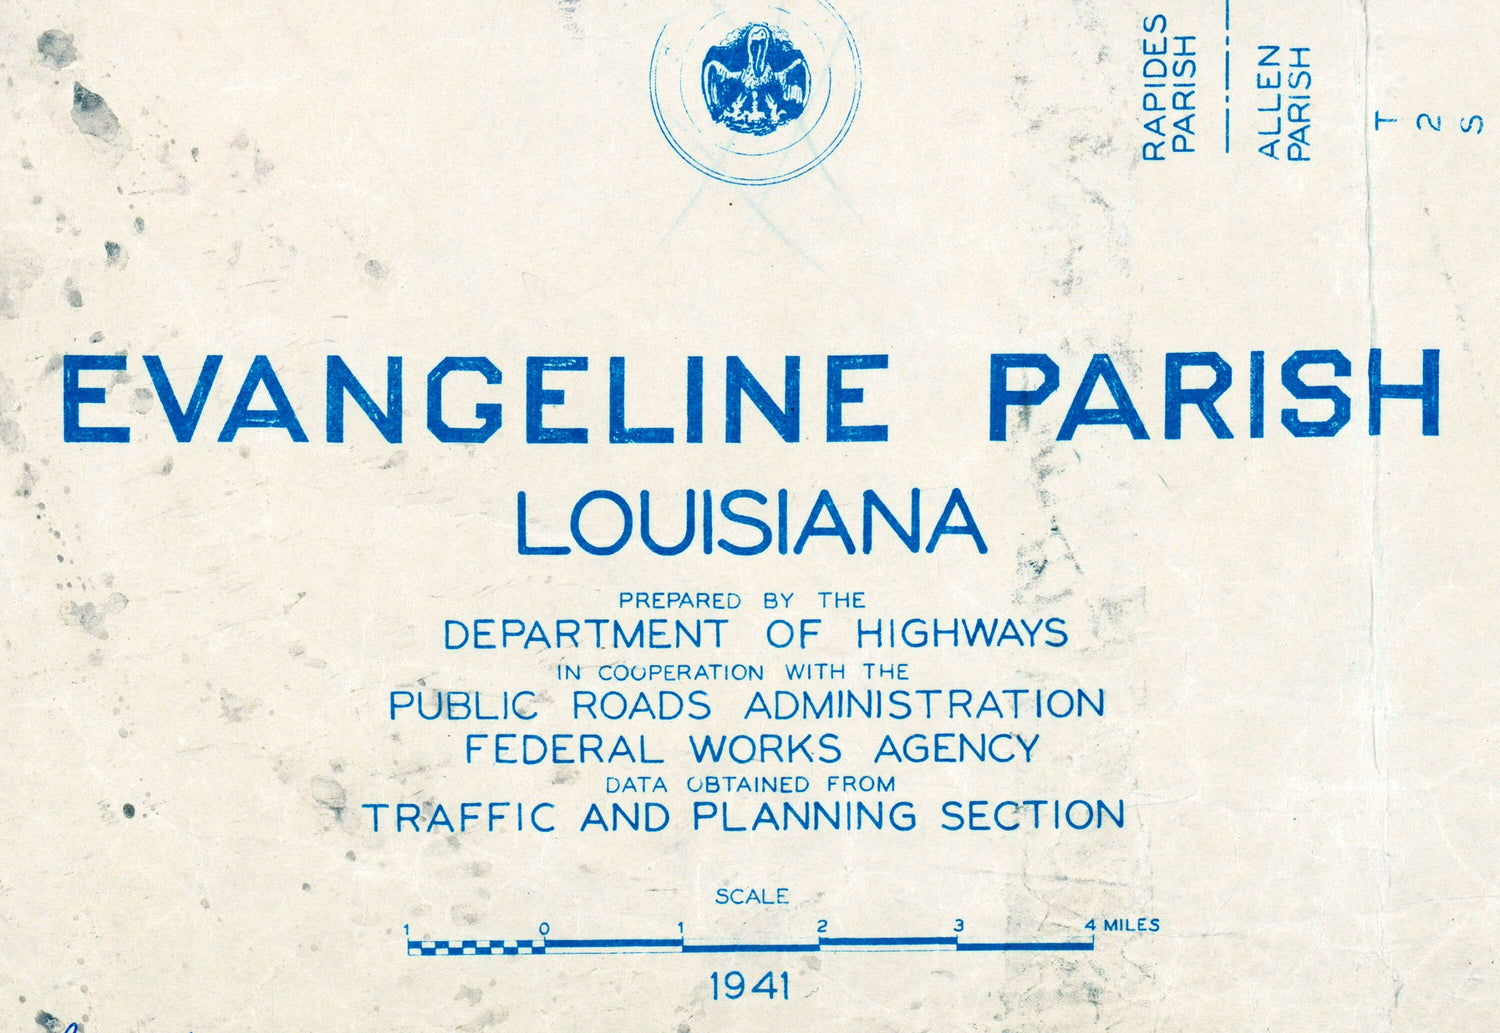 RAPIDES
PARISH
ALLEN
PARISH
T
2
S
EVANGELINE PARISH
LOUISIANA
PREPARED BY THE
DEPARTMENT OF HIGHWAYS
IN COOPERATION WITH THE
PUBLIC ROADS ADMINISTRATION
FEDERAL WORKS AGENCY
DATA OBTAINED FROM
TRAFFIC AND PLANNING SECTION
SCALE
1 0 1 2 3 4 MILES
1941